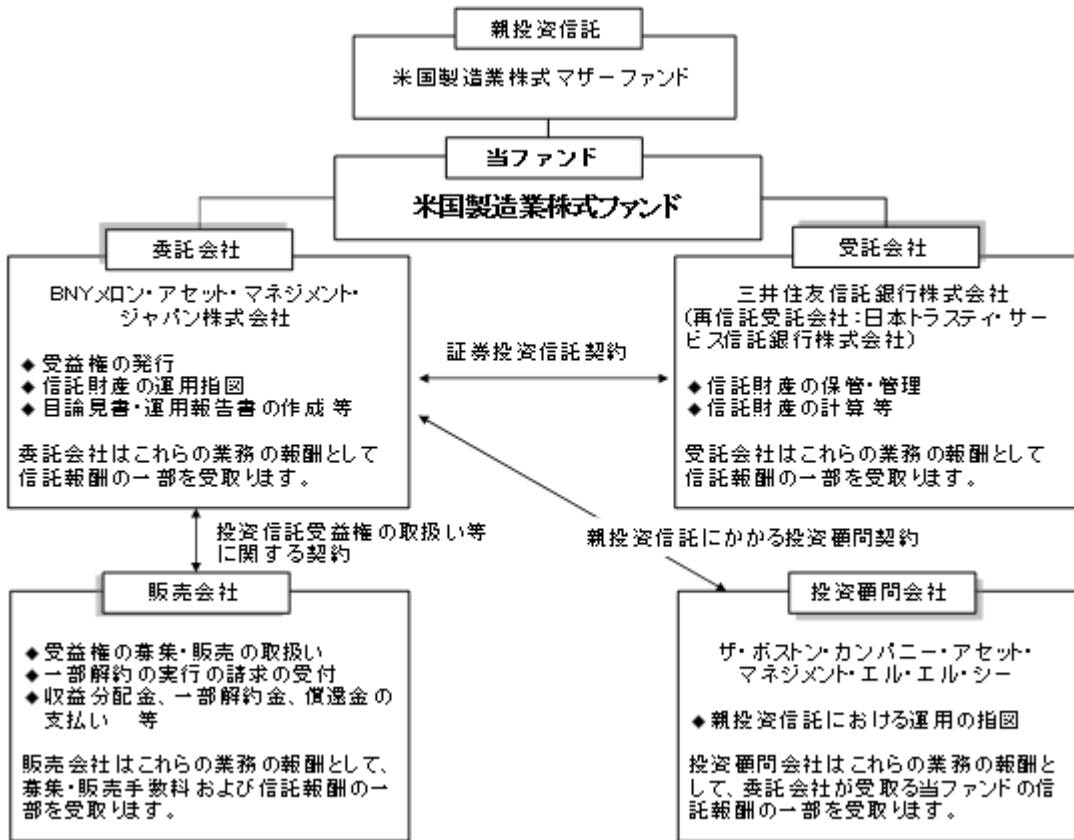 親投資信託
米国製造業株式マザーファンド
当ファンド
米国製造業株式ファンド
委託会社
BNYメロン・アセット・マネジメント・
ジャパン株式会社
◆受益権の発行
◆信託財産の運用指図
◆目論見書・運用報告書の作成 等
委託会社はこれらの業務の報酬として
信託報酬の一部を受取ります。
受託会社
三井住友信託銀行株式会社
(再信託受託会社:日本トラスティ・サー
ビス信託銀行株式会社)
◆信託財産の保管・管理
◆信託財産の計算 等
受託会社はこれらの業務の報酬として
信託報酬の一部を受取ります。
証券投資信託契約
投資信託受益権の取扱い等
に関する契約
親投資信託にかかる投資顧問契約
販売会社
◆受益権の募集・販売の取扱い
◆一部解約の実行の請求の受付
◆収益分配金、一部解約金、償還金の
支払い 等
販売会社はこれらの業務の報酬として、
募集・販売手数料および信託報酬の一
部を受取ります。
投資顧問会社
ザ・ボストン・カンパニー・アセット・
マネジメント・エル・エル・シー
◆親投資信託における運用の指図
投資顧問会社はこれらの業務の報酬と
して、委託会社が受取る当ファンドの信
託報酬の一部を受取ります。